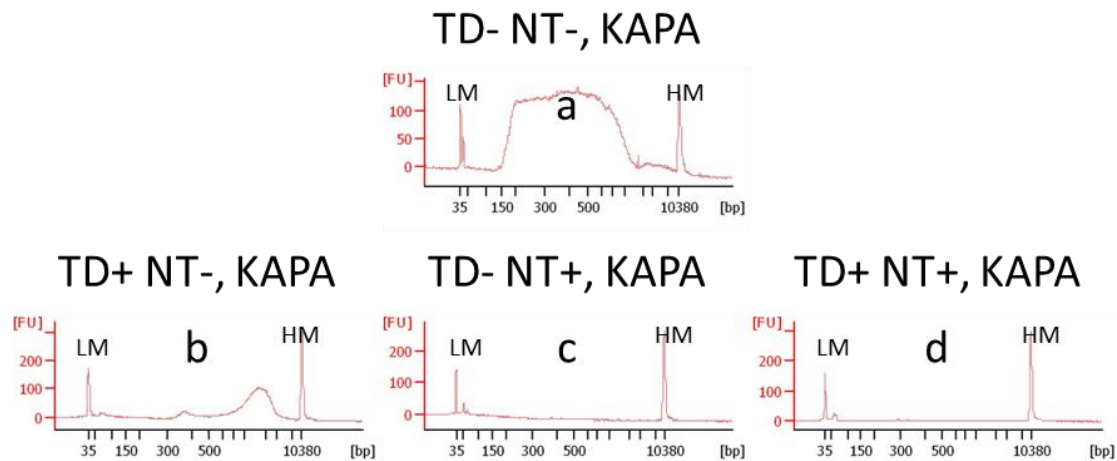 TD- NT-, KAPA
[FU]
LM
a
HM
100
50
0
35 150 300 500 10380 [bp]
TD+ NT-, KAPA
[FU]
LM
b
HM
200
100
0
35 150 300 500 10380 [bp]
TD- NT+, KAPA
[FU]
LM
c
HM
200
100
0
35 150 300 500 10380 [bp]
TD+ NT+, KAPA
[FU]
LM
d
HM
200
100
0
35 150 300 500 10380 [bp]